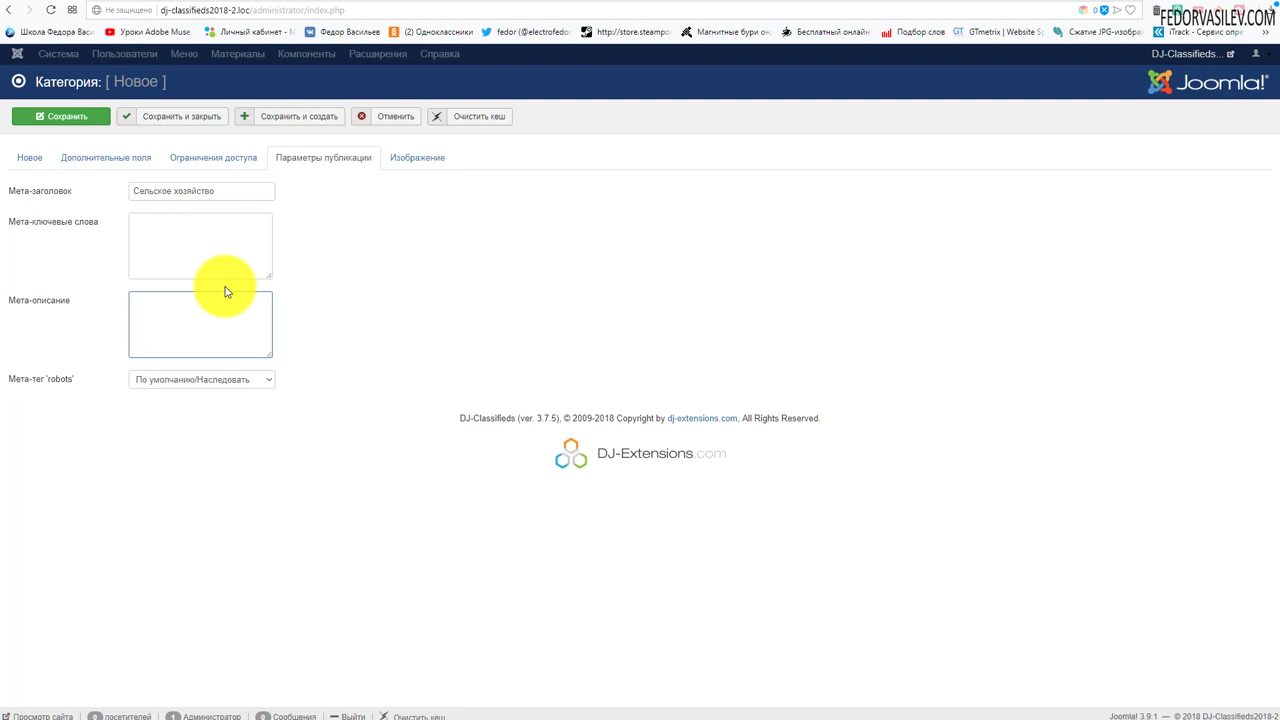 dj-classifieds2018-2.loc/administrator/index.php
Не защищено
0
FEDORVASILEV.COM
Школа Федора Васи
Уроки Adobe Muse,
Личный кабинет - М
Федор Васильев
(2) Одноклассники
fedor (@electrofedor
http://store.steampro
Магнитные бури он
Бесплатный онлайн
Подбор слов
GTmetrix | Website Sp
Сжатие JPG-изобра
iTrack - Сервис опре
Система
Пользователи
Меню
Материалы
Компоненты
Расширения
Справка
DJ-Classifieds...
Категория: [ Новое ]
Joomla!®
Сохранить
Сохранить и закрыть
Сохранить и создать
Отменить
Очистить кеш
Новое
Дополнительные поля
Ограничения доступа
Параметры публикации
Изображение
Мета-заголовок
Сельское хозяйство
Мета-ключевые слова
Мета-описание
Мета-тег 'robots'
По умолчанию/Наследовать
DJ-Classifieds (ver. 3.7.5), © 2009-2018 Copyright by dj-extensions.com, All Rights Reserved.
DJ-Extensions.com
Просмотр сайта
0 посетителей
1 Администратор
0 Сообщения
Выйти
Очистить кеш
Joomla! 3.9.1 — © 2018 DJ-Classifieds2018-2